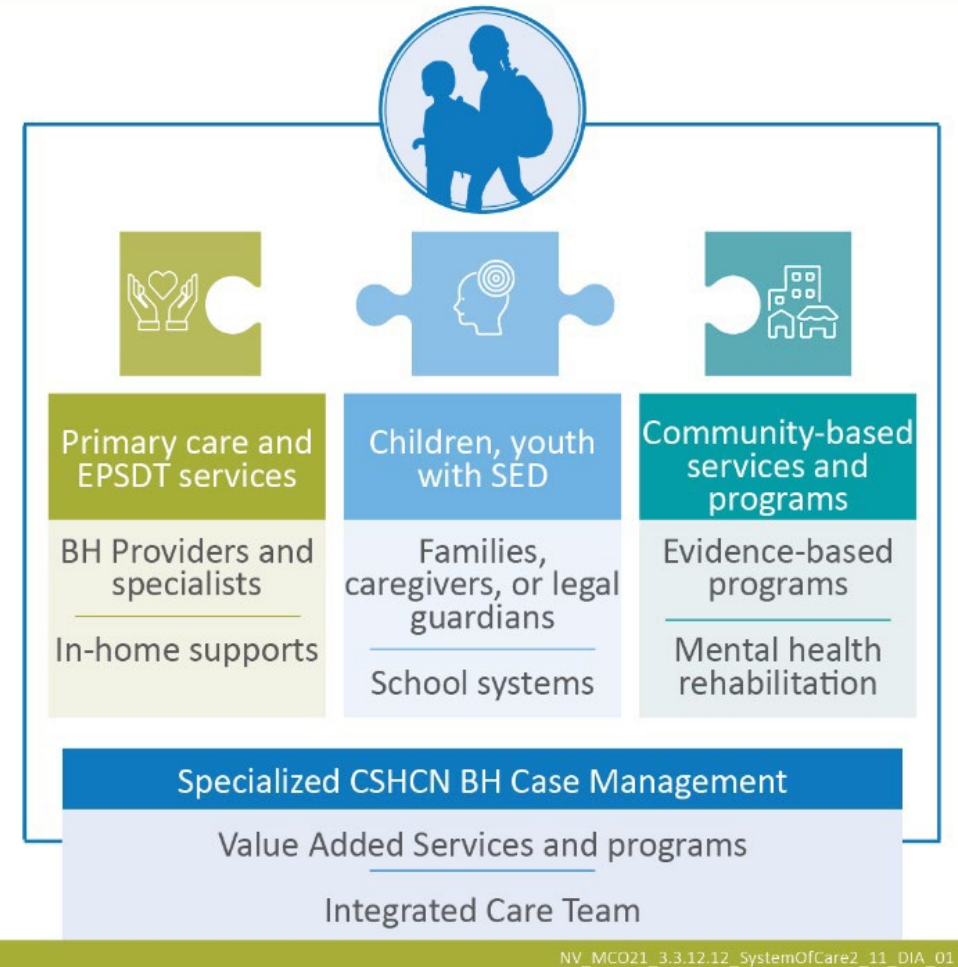 Primary care and
EPSDT services
BH Providers and
specialists
In-home supports
Children, youth
with SED
Families,
caregivers, or legal
guardians
School systems
Community-based
services and
programs
Evidence-based
programs
Mental health
rehabilitation
Specialized CSHCN BH Case Management
Value Added Services and programs
Integrated Care Team
NV_MCO21_3.3.12.12_SystemOfCare2_11_DIA_01